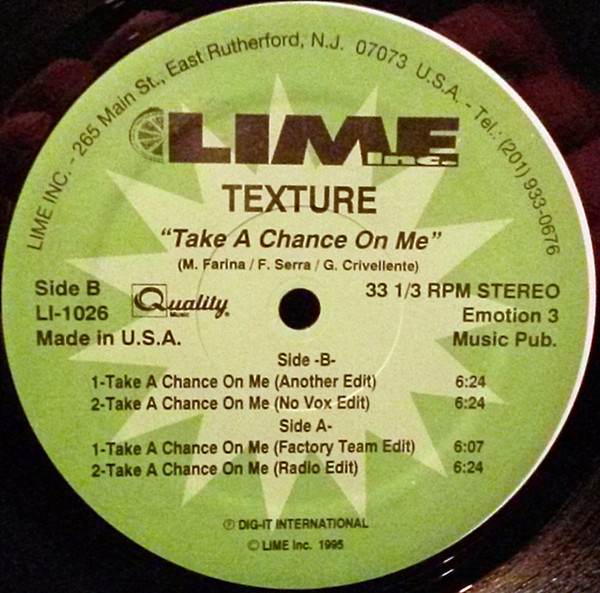 LIME INC. - 265 Main St., East Rutherford, N.J. 07073 U.S.A. - Tel.: (201) 933-0676
LIME Inc.
TEXTURE
“Take A Chance On Me”
(M. Farina / F. Serra / G. Crivellente)
Side B
LI-1026
Made in U.S.A.
Quality
MUSIC
33 1/3 RPM STEREO
Emotion 3
Music Pub.
Side -B-
1-Take A Chance On Me (Another Edit) 6:24
2-Take A Chance On Me (No Vox Edit) 6:24
Side A-
1-Take A Chance On Me (Factory Team Edit) 6:07
2-Take A Chance On Me (Radio Edit) 6:24
Ⓟ DIG-IT INTERNATIONAL
© LIME Inc. 1995